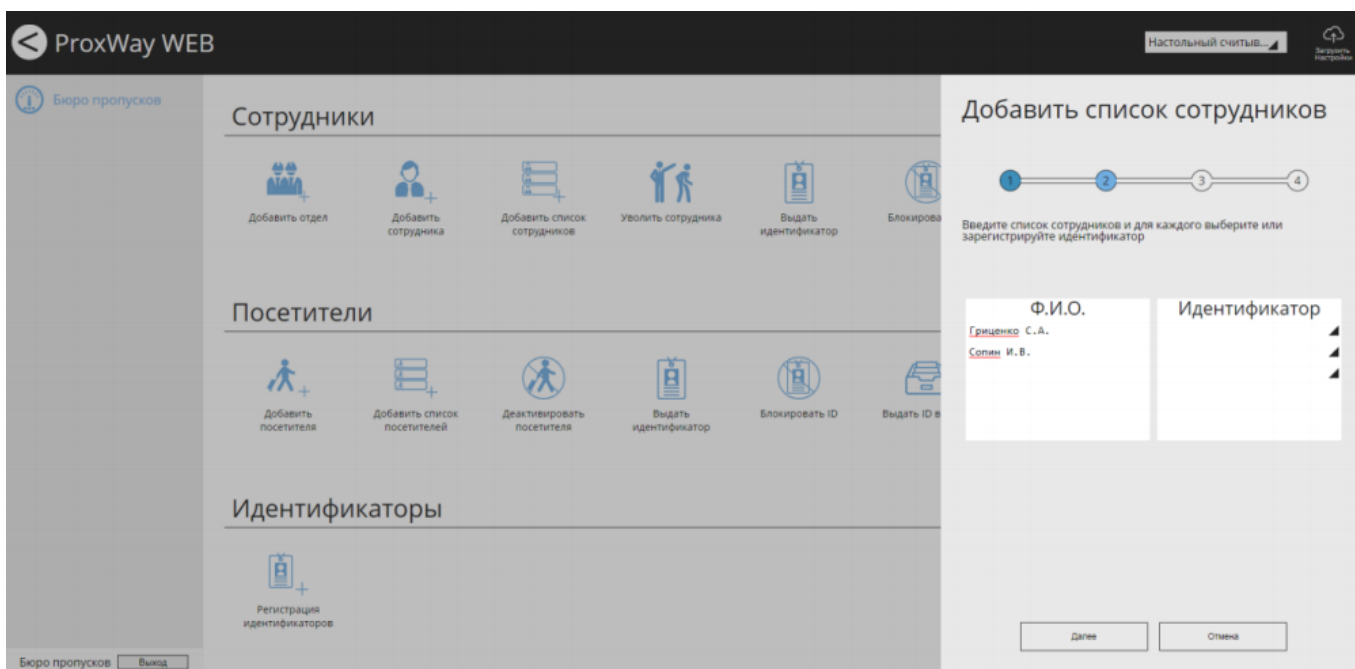 ProxWay WEB
Настольный считыв...
Загрузить
Настройки
Бюро пропусков
Сотрудники
Добавить отдел
Добавить
сотрудника
Добавить список
сотрудников
Уволить сотрудника
Выдать
идентификатор
Блокирова
Посетители
Добавить
посетителя
Добавить список
посетителей
Деактивировать
посетителя
Выдать
идентификатор
Блокировать ID
Выдать ID в
Идентификаторы
Регистрация
идентификаторов
Бюро пропусков
Выход
Добавить список сотрудников
1 2 3 4
Введите список сотрудников и для каждого выберите или
зарегистрируйте идентификатор
Ф.И.О.
Гриценко С.А.
Сопин И.В.
Идентификатор
Далее
Отмена